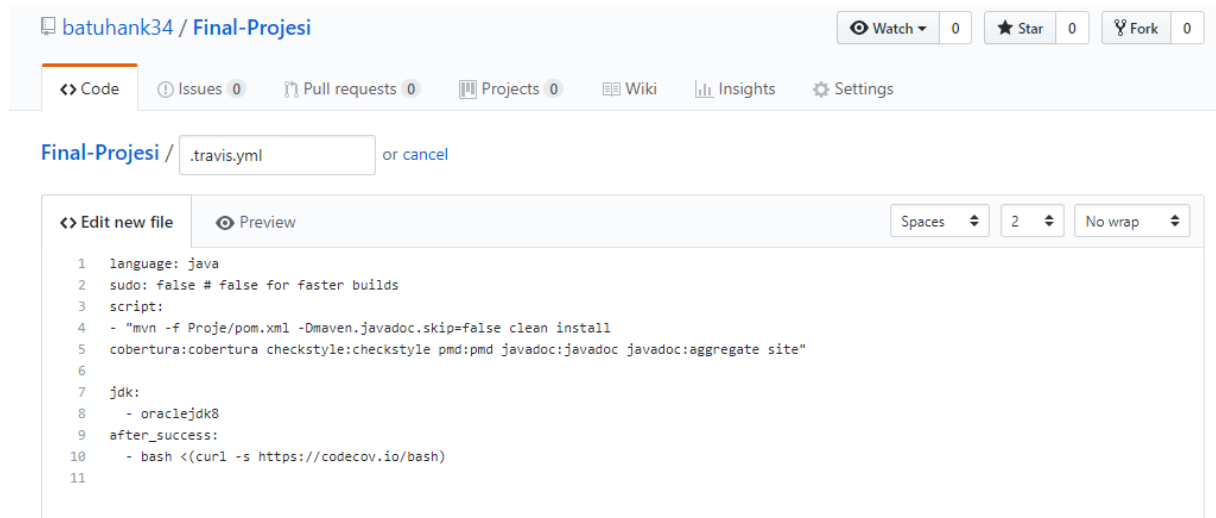 batuhank34 / Final-Projesi
Watch 0 Star 0 Fork 0
Code Issues 0 Pull requests 0 Projects 0 Wiki Insights Settings
Final-Projesi / .travis.yml or cancel
Edit new file Preview Spaces 2 No wrap
1 language: java
2 sudo: false # false for faster builds
3 script:
4 - "mvn -f Proje/pom.xml -Dmaven.javadoc.skip=false clean install
5 cobertura:cobertura checkstyle:checkstyle pmd:pmd javadoc:javadoc javadoc:aggregate site"
6
7 jdk:
8 - oraclejdk8
9 after_success:
10 - bash <(curl -s https://codecov.io/bash)
11